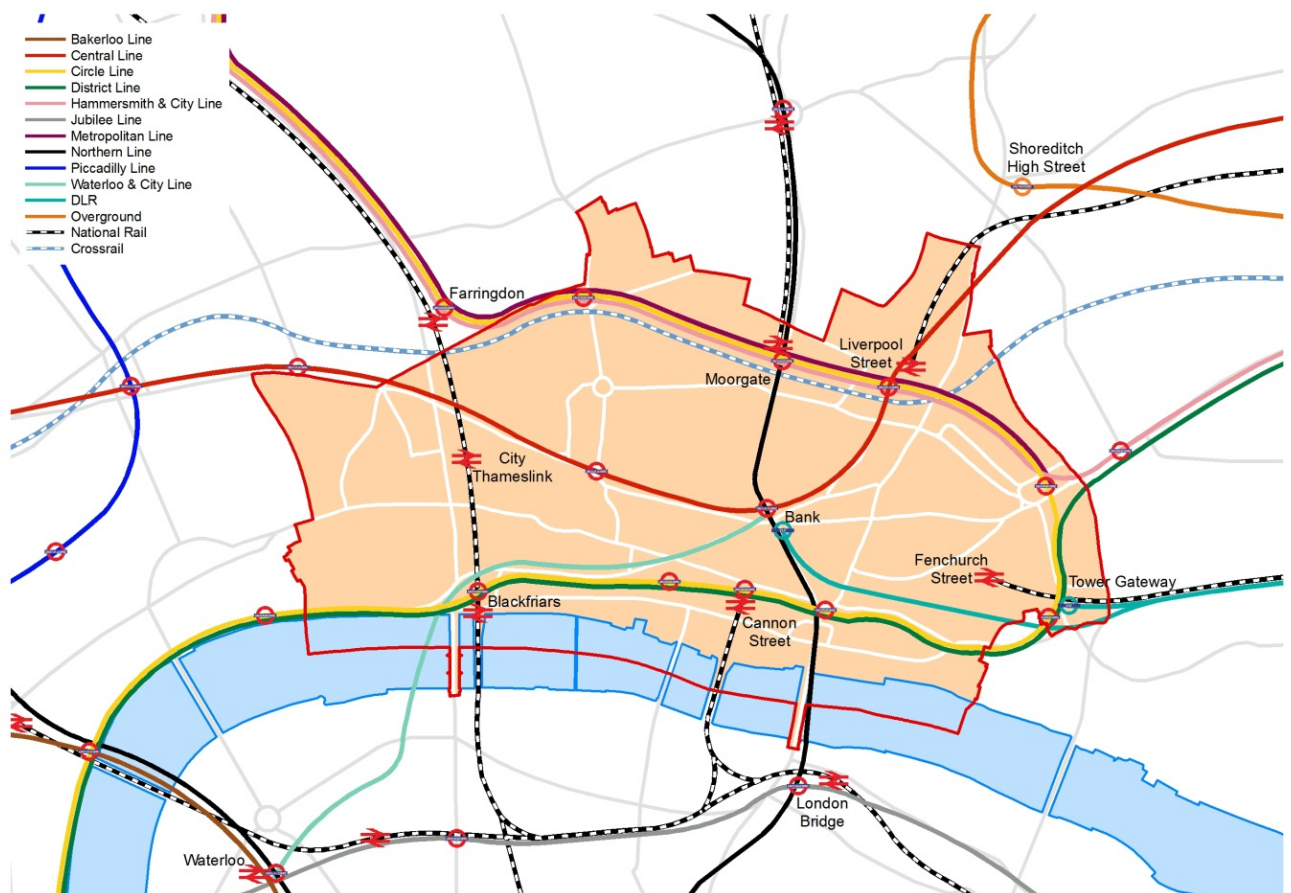 Bakerloo Line
Central Line
Circle Line
District Line
Hammersmith & City Line
Jubilee Line
Metropolitan Line
Northern Line
Piccadilly Line
Waterloo & City Line
DLR
Overground
National Rail
Crossrail
Shoreditch
High Street
Farringdon
Liverpool
Street
Moorgate
City
Thameslink
Bank
Fenchurch
Street
Tower Gateway
Blackfriars
Cannon
Street
London
Bridge
Waterloo